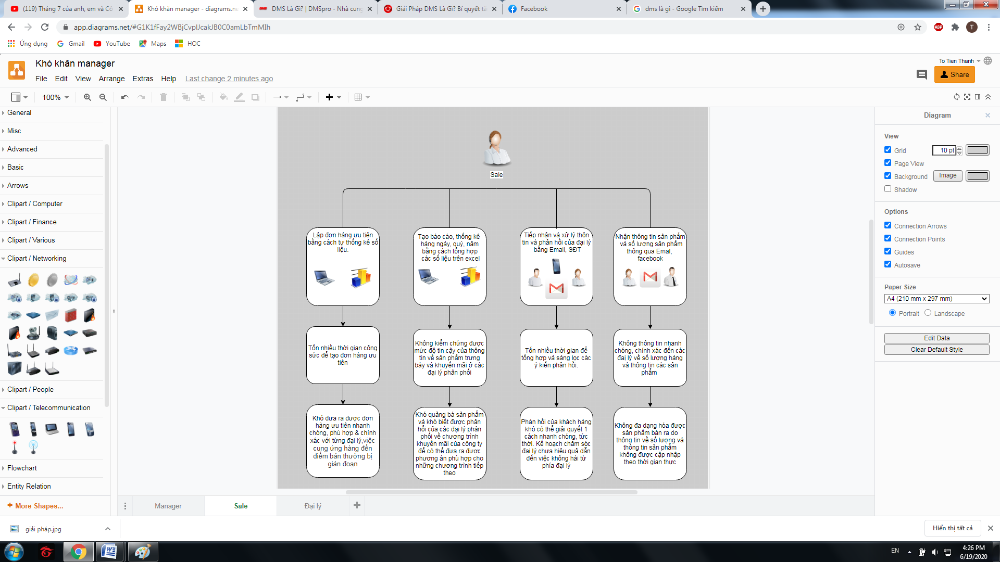 (119) Tháng 7 của anh, em và Cô
Khó khăn manager - diagrams.ne
DMS Là Gì? | DMSpro - Nhà cung
Giải Pháp DMS Là Gì? Bí quyết tă
Facebook
dms là gì - Google Tìm kiếm
app.diagrams.net/#G1K1fFay2WBjCvplJcakJB0C0amLbTmMIh
ABP
T
Ứng dụng
Gmail
YouTube
Maps
HOC
Khó khăn manager
To Tien Thanh
File Edit View Arrange Extras Help Last change 2 minutes ago
Share
100%
General
Misc
Advanced
Basic
Arrows
Clipart / Computer
Clipart / Finance
Clipart / Various
Clipart / Networking
Clipart / People
Clipart / Telecommunication
Flowchart
Entity Relation
+ More Shapes...
Sale
Lập đơn hàng ưu tiên
bằng cách tự thống kê số
liệu.
Tạo báo cáo, thống kê
hàng ngày, quý, năm
bằng cách tổng hợp
các số liệu trên excel
Tiếp nhận và xử lý thôn
tin và phản hồi của đại lý
bằng Email, SĐT
Nhận thông tin sản phẩm
và số lượng sản phẩm
thông qua Emal,
facebook
Tốn nhiều thời gian công
sức để tạo đơn hàng ưu
tiên
Không kiểm chứng được
mức độ tin cậy của thông
tin về sản phẩm trưng
bày và khuyến mãi ở các
đại lý phân phối
Tốn nhiều thời gian để
tổng hợp và sàng lọc các
ý kiến phản hồi.
Không thông tin nhanh
chóng, chính xác đến các
đaị lý về số lượng hàng
và thông tin các sản
phẩm
Khó đưa ra được đơn
hàng ưu tiên nhanh
chóng, phù hợp & chính
xác với từng đại lý,việc
cung ứng hàng đến
điểm bán thường bị
gián đoạn
Khó quảng bá sản phẩm
và khó biết được phản
hồi của các đại lý phân
phối về chương trình
khuyến mãi của công ty
để có thể đưa ra được
phương án phù hợp cho
những chương trình tiếp
theo
Phản hồi của khách hàng
khó có thể giải quyết 1
cách nhanh chóng, tức
thời. Kế hoạch chăm sóc
đại lý chưa hiệu quả dẫn
đến việc không hài từ
phía đại lý
Không đa dạng hóa được
sản phẩm bán ra do
thông tin về số lượng và
thông tin sản phẩm
không được cập nhập
theo thời gian thực
Diagram
View
Grid 10 pt
Page View
Background Image
Shadow
Options
Connection Arrows
Connection Points
Guides
Autosave
Paper Size
A4 (210 mm x 297 mm)
Portrait Landscape
Edit Data
Clear Default Style
Manager Sale Đại lý
giải pháp.jpg
Hiển thị tất cả
EN
4:26 PM
6/19/2020